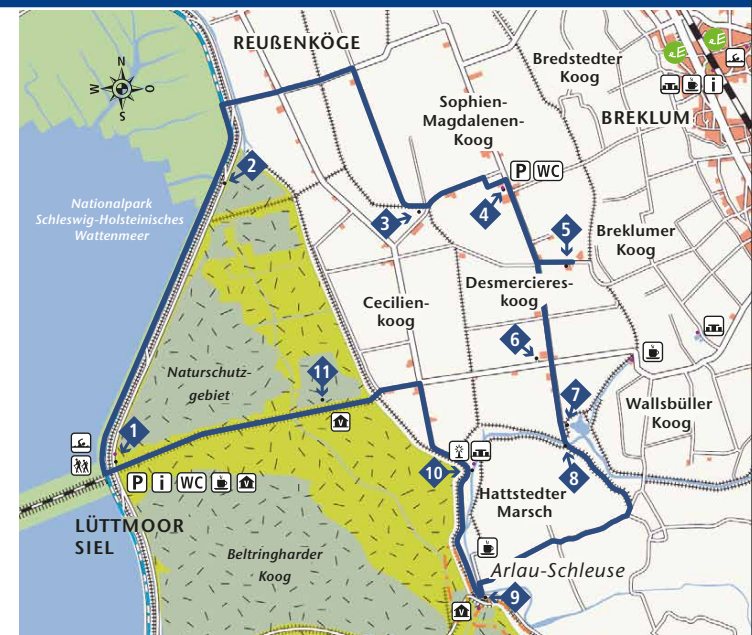 REUßENKÖGE
Bredstedter
Koog
eE
eE
Sophien-
Magdalenen-
Koog
i
BREKLUM
N
W
O
S
2
P
WC
Nationalpark
Schleswig-Holsteinisches
Wattenmeer
3
4
5
Breklumer
Koog
Desmercieres-
koog
Cecilien-
koog
6
Naturschutz-
gebiet
11
7
Wallsbüller
Koog
1
V
10
8
P
i
WC
V
Hattstedter
Marsch
LÜTTMOOR
SIEL
Beltringharder
Koog
Arlau-Schleuse
9
V